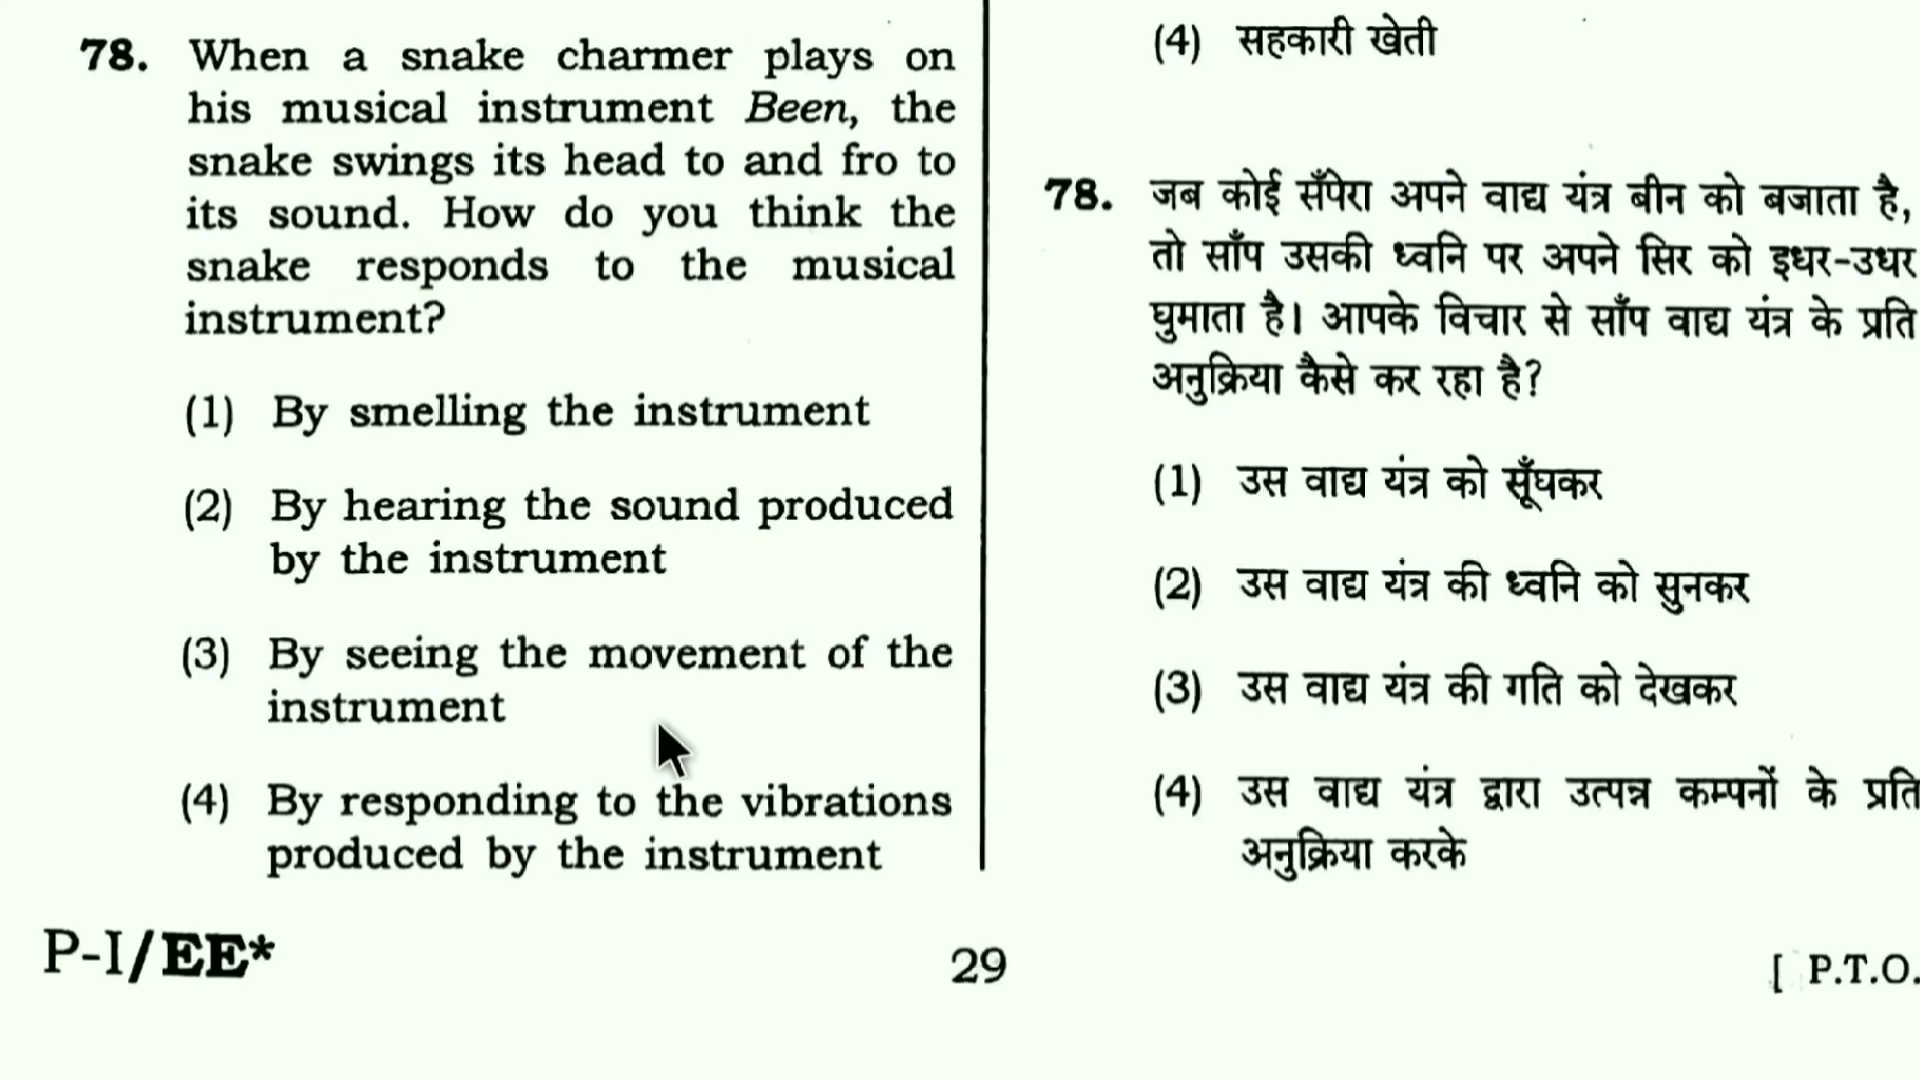 78. When a snake charmer plays on
his musical instrument Been, the
snake swings its head to and fro to
its sound. How do you think the
snake responds to the musical
instrument?
(1) By smelling the instrument
(2) By hearing the sound produced
by the instrument
(3) By seeing the movement of the
instrument
(4) By responding to the vibrations
produced by the instrument
(4) सहकारी खेती
78. जब कोई सँपेरा अपने वाद्य यंत्र बीन को बजाता है,
तो साँप उसकी ध्वनि पर अपने सिर को इधर-उधर
घुमाता है। आपके विचार से साँप वाद्य यंत्र के प्रति
अनुक्रिया कैसे कर रहा है?
(1) उस वाद्य यंत्र को सूँघकर
(2) उस वाद्य यंत्र की ध्वनि को सुनकर
(3) उस वाद्य यंत्र की गति को देखकर
(4) उस वाद्य यंत्र द्वारा उत्पन्न कम्पनों के प्रति
अनुक्रिया करके
P-I/EE*
29
[ P.T.O.